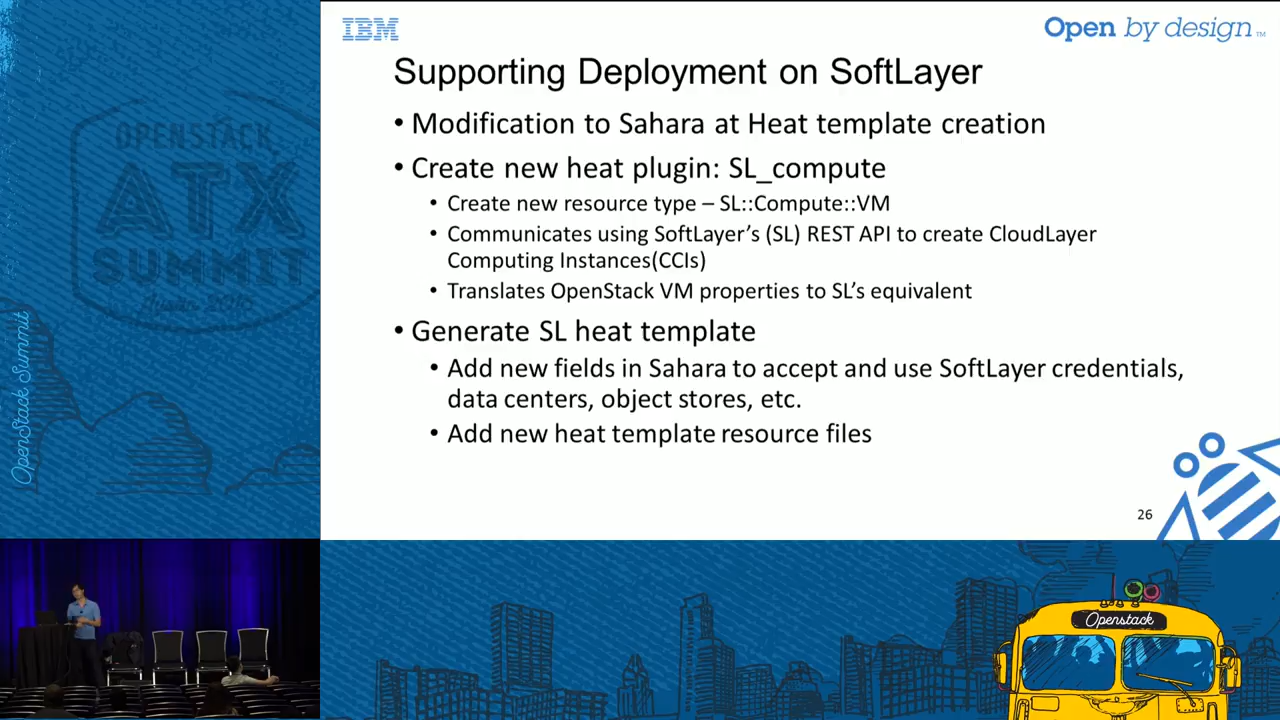 IBM
Open by design™
Supporting Deployment on SoftLayer
• Modification to Sahara at Heat template creation
• Create new heat plugin: SL_compute
• Create new resource type – SL::Compute::VM
• Communicates using SoftLayer’s (SL) REST API to create CloudLayer
Computing Instances(CCIs)
• Translates OpenStack VM properties to SL’s equivalent
• Generate SL heat template
• Add new fields in Sahara to accept and use SoftLayer credentials,
data centers, object stores, etc.
• Add new heat template resource files
26
OPENSTACK
ATX
SUMMIT
OpenStack Summit
Openstack